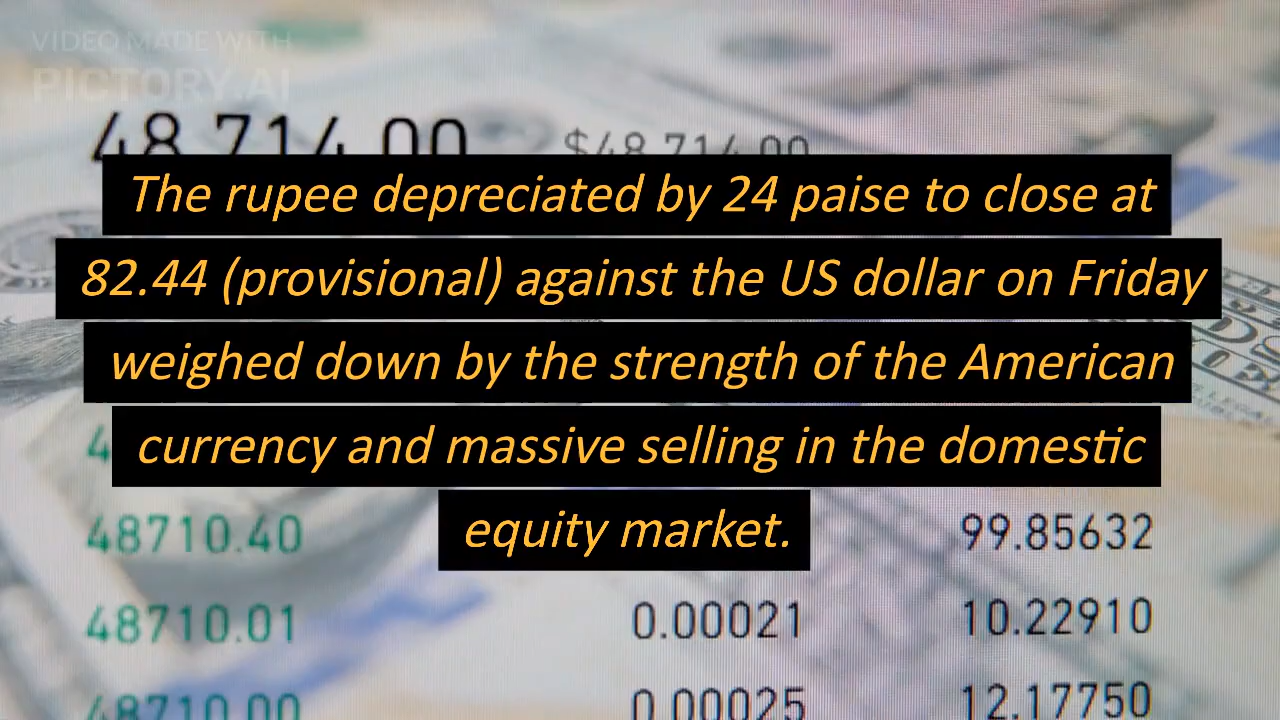 VIDEO MADE WITH
PICTORY.AI
48,714.00 $48,714.00
The rupee depreciated by 24 paise to close at
82.44 (provisional) against the US dollar on Friday
weighed down by the strength of the American
currency and massive selling in the domestic
equity market.
48710.40 99.85632
48710.01 0.00021 10.22910
48710.00 0.00025 12.17750